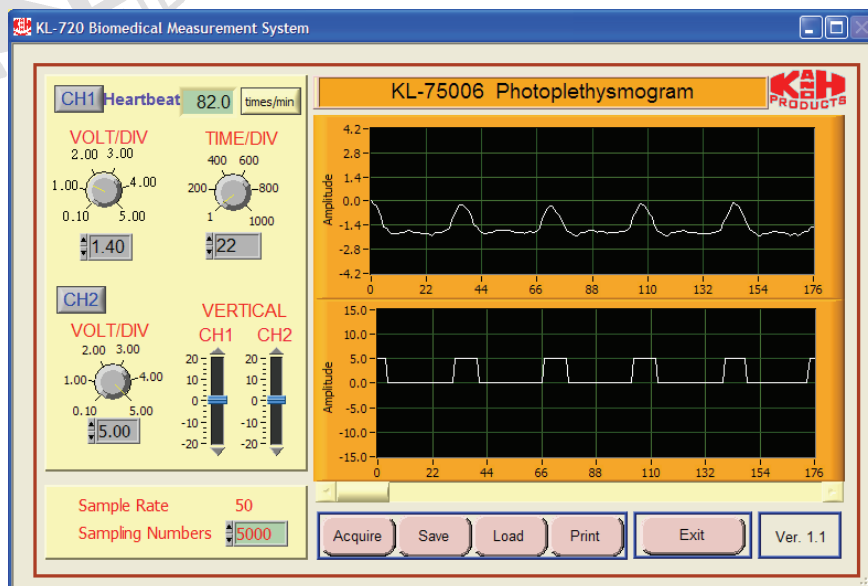 KL-720 Biomedical Measurement System
CH1 Heartbeat 82.0 times/min
VOLT/DIV TIME/DIV
2.00 3.00 400 600
1.00 4.00 200 800
0.10 5.00 1 1000
1.40 22
CH2
VOLT/DIV
2.00 3.00
1.00 4.00
0.10 5.00
5.00
VERTICAL
CH1 CH2
20 20
10 10
0 0
-10 -10
-20 -20
Sample Rate 50
Sampling Numbers 5000
KL-75006 Photoplethysmogram
K&H
PRODUCTS
Amplitude
4.2
2.8
1.4
0.0
-1.4
-2.8
-4.2
0 22 44 66 88 110 132 154 176
Amplitude
15.0
10.0
5.0
0.0
-5.0
-10.0
-15.0
0 22 44 66 88 110 132 154 176
Acquire Save Load Print Exit Ver. 1.1